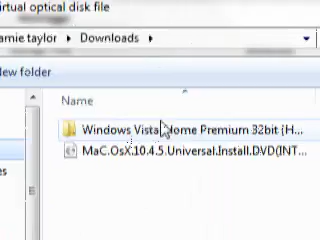 irtual optical disk file
amie taylor ▸ Downloads ▸
New folder
Name
Windows Vista Home Premium 32bit [H...
MaC.OsX.10.4.5.Universal.Install.DVD(INT...
es